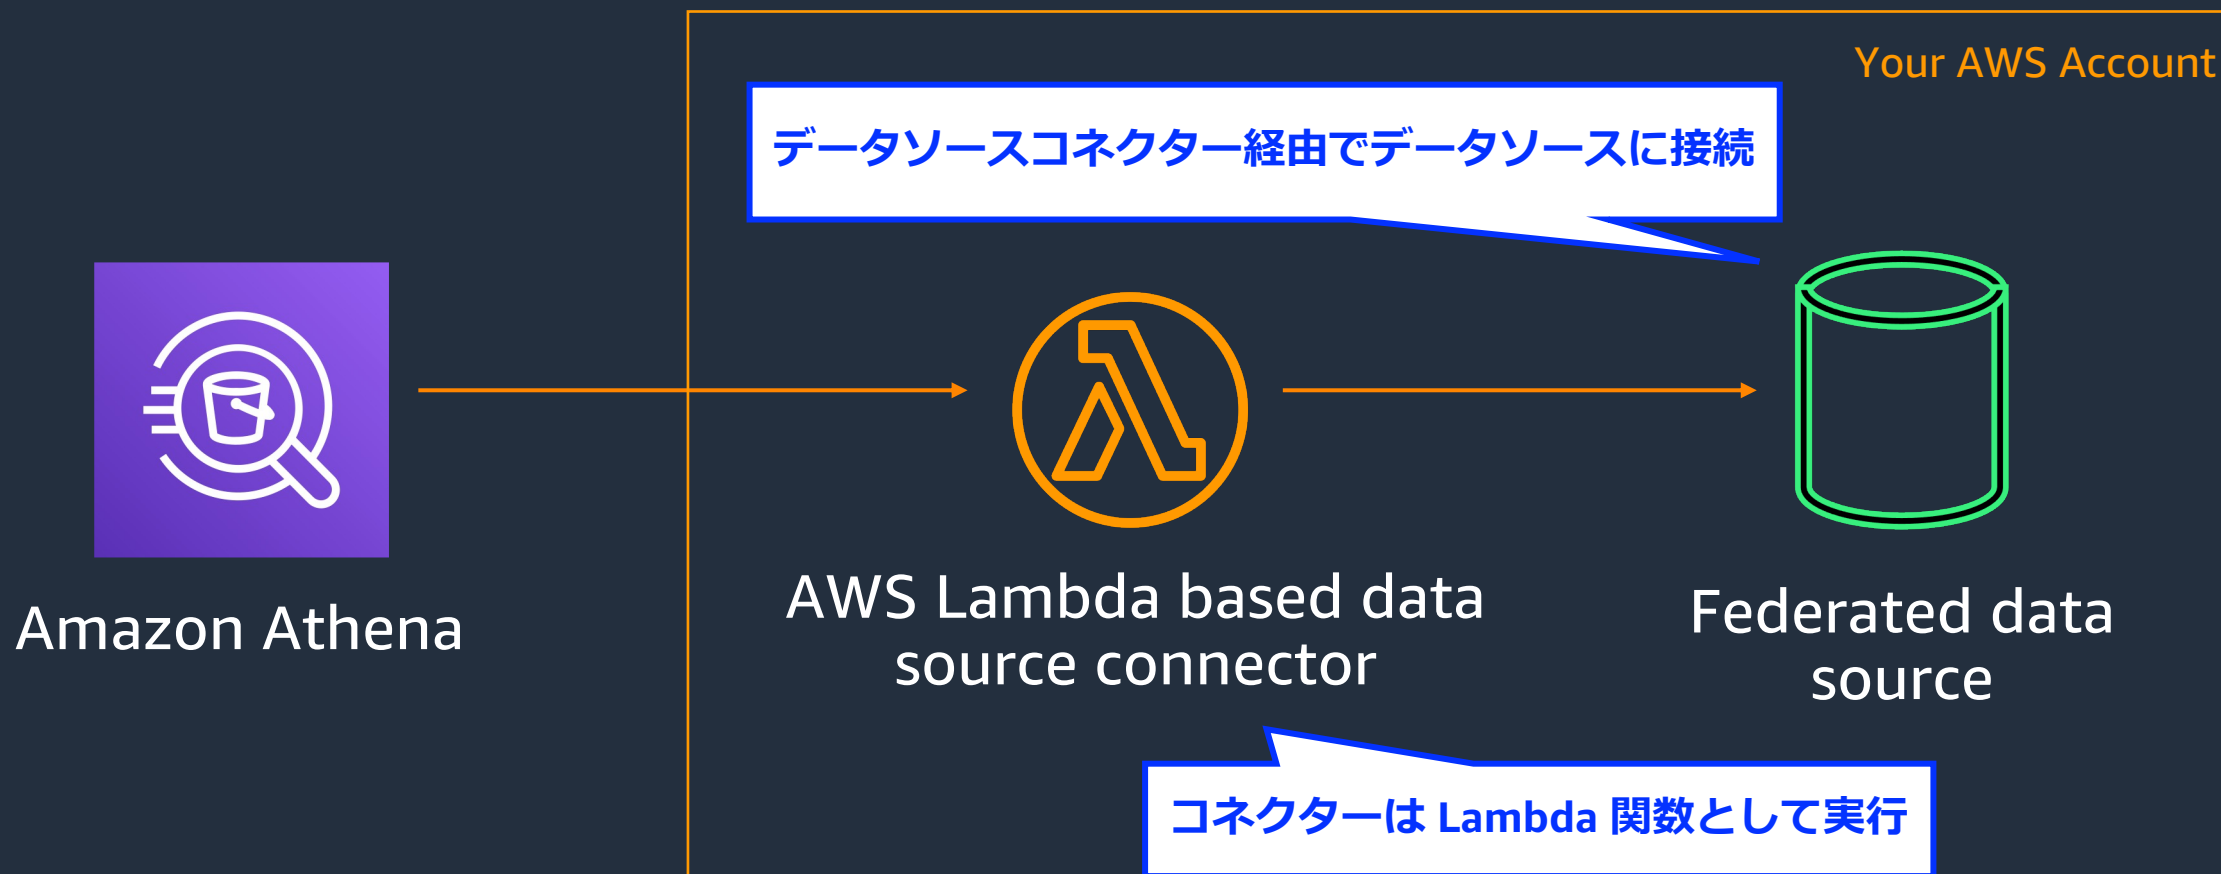 Your AWS Account
データソースコネクター経由でデータソースに接続
Amazon Athena
AWS Lambda based data
source connector
Federated data
source
コネクターは Lambda 関数として実行